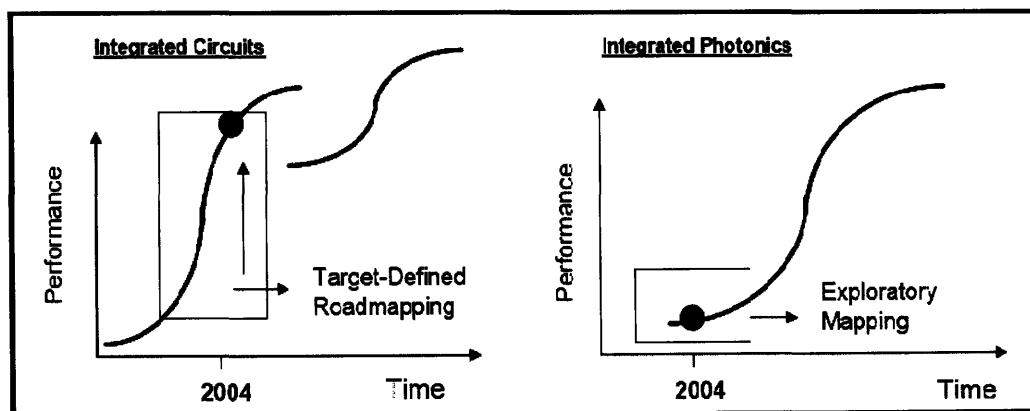 Integrated Circuits
Performance
Target-Defined
Roadmapping
2004
Time
Integrated Photonics
Performance
Exploratory
Mapping
2004
Time